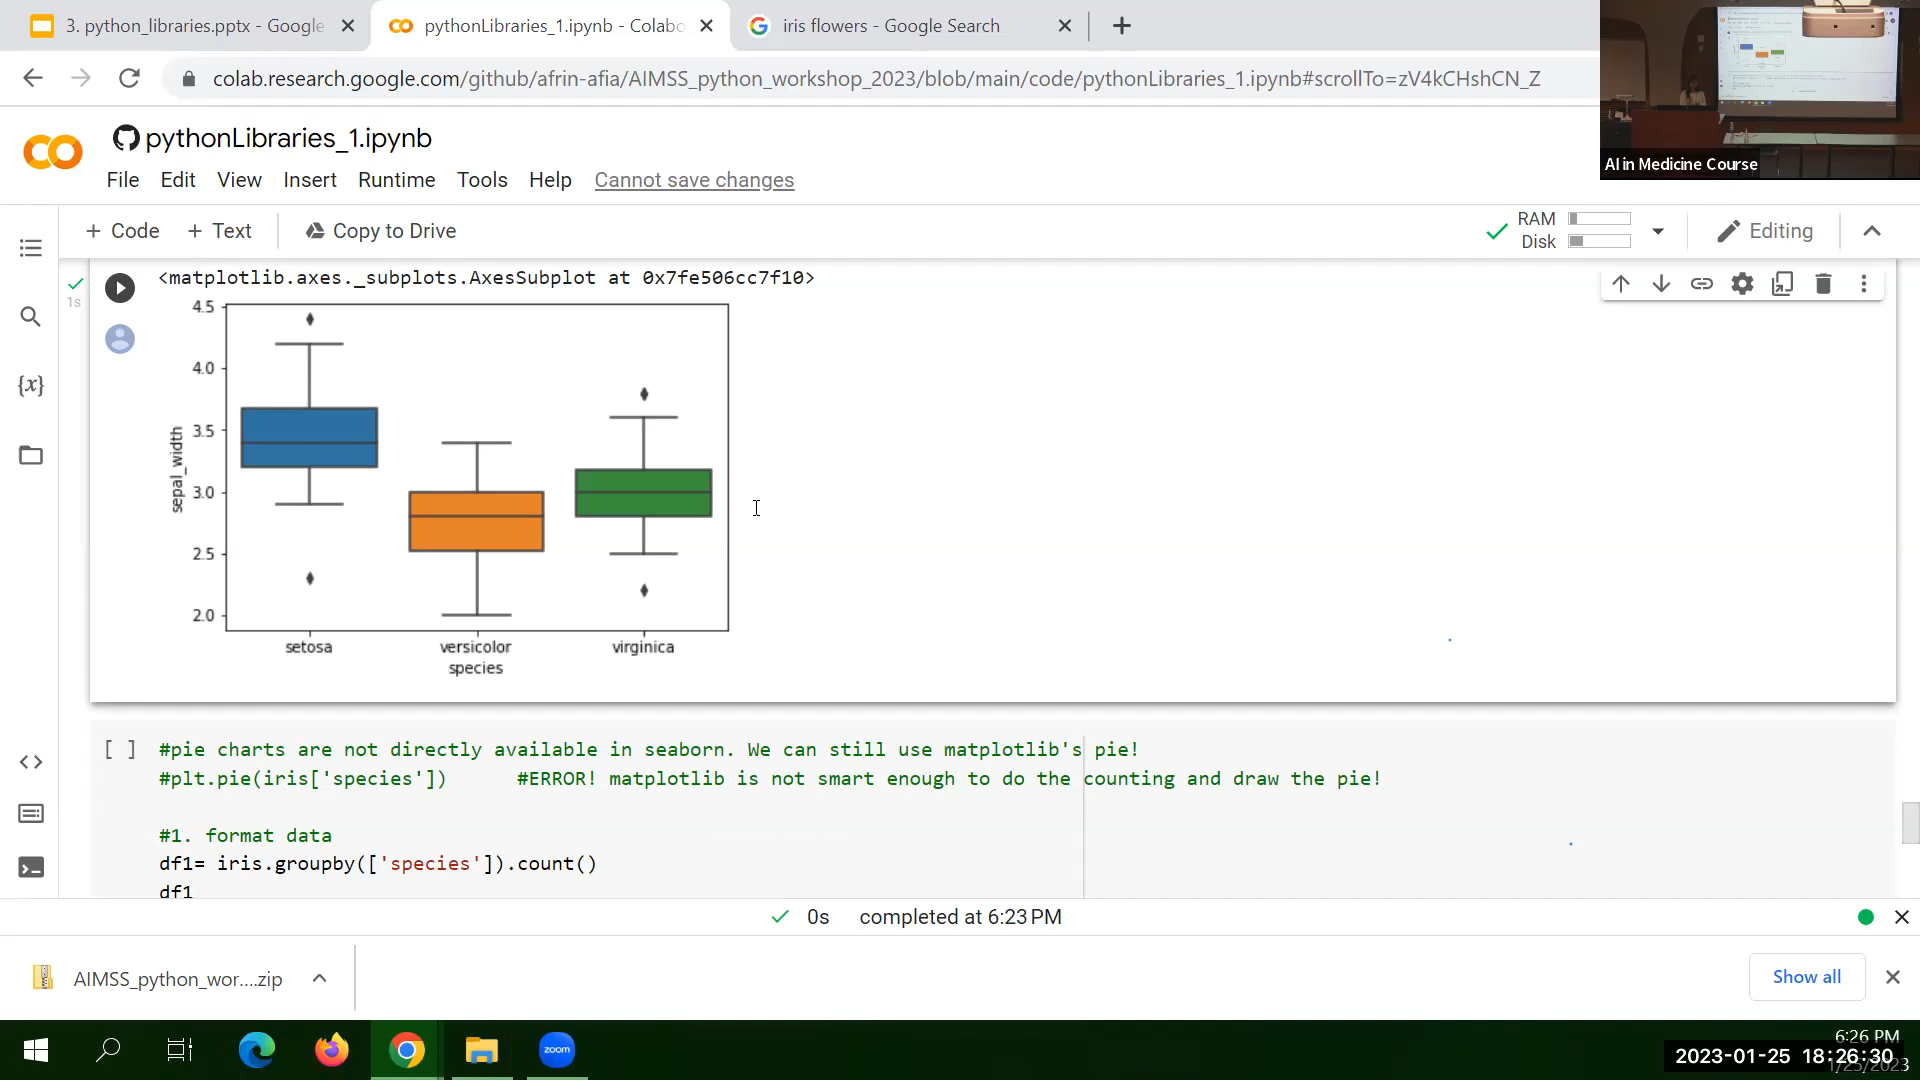 3. python_libraries.pptx - Google
pythonLibraries_1.ipynb - Colabo
iris flowers - Google Search
colab.research.google.com/github/afrin-afia/AIMSS_python_workshop_2023/blob/main/code/pythonLibraries_1.ipynb#scrollTo=zV4kCHshCN_Z
AI in Medicine Course
pythonLibraries_1.ipynb
File Edit View Insert Runtime Tools Help Cannot save changes
+ Code + Text Copy to Drive
RAM
Disk
Editing
<matplotlib.axes._subplots.AxesSubplot at 0x7fe506cc7f10>
1s
4.5
4.0
3.5
3.0
2.5
2.0
sepal_width
setosa versicolor virginica
species
{x}
[ ] #pie charts are not directly available in seaborn. We can still use matplotlib's pie!
#plt.pie(iris['species']) #ERROR! matplotlib is not smart enough to do the counting and draw the pie!
#1. format data
df1= iris.groupby(['species']).count()
df1
0s completed at 6:23 PM
AIMSS_python_wor....zip
Show all
zoom
6:26 PM
2023-01-25 18:26:30